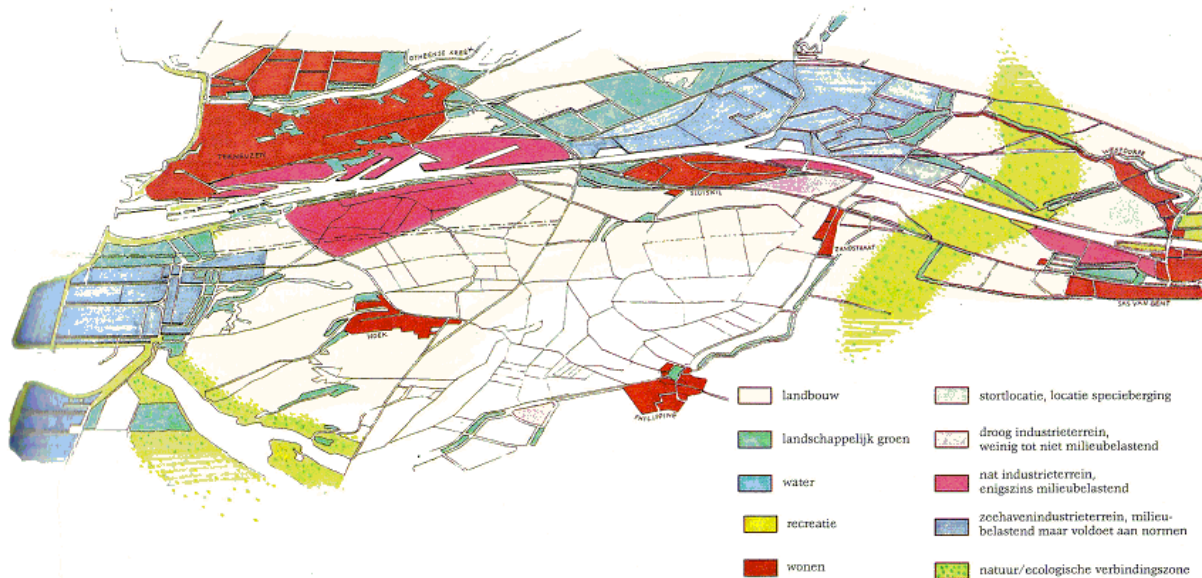 OTHEENSE KREEK
TERNEUZEN
WESTDORPE
SLUISKIL
ZANDSTRAAT
SAS VAN GENT
HOEK
PHILIPPINE
landbouw
landschappelijk groen
water
recreatie
wonen
stortlocatie, locatie specieberging
droog industrieterrein,
weinig tot niet milieubelastend
nat industrieterrein,
enigszins milieubelastend
zeehavenindustrieterrein, milieu-
belastend maar voldoet aan normen
natuur/ecologische verbindingszone